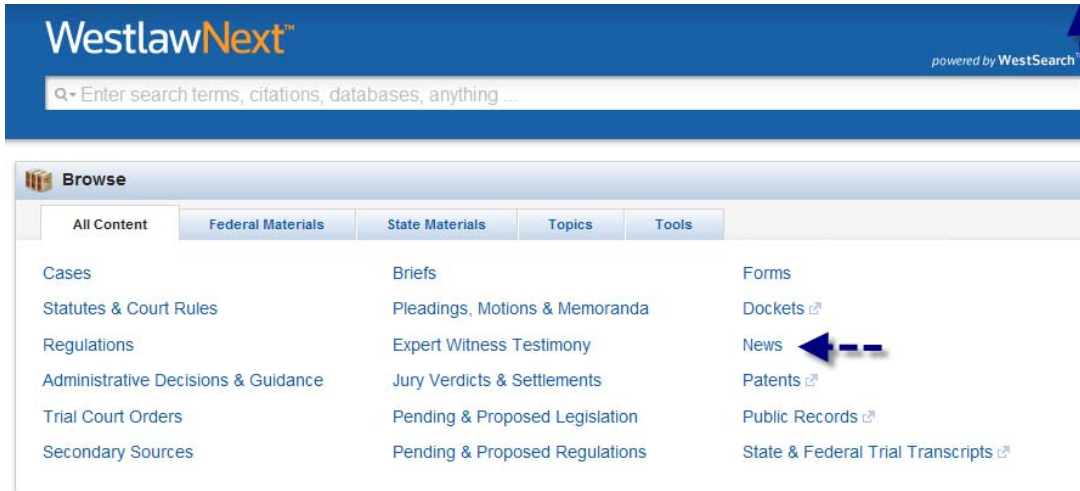 WestlawNext™
powered by WestSearch™
Enter search terms, citations, databases, anything ...
Browse
All Content Federal Materials State Materials Topics Tools
Cases Briefs Forms
Statutes & Court Rules Pleadings, Motions & Memoranda Dockets
Regulations Expert Witness Testimony News
Administrative Decisions & Guidance Jury Verdicts & Settlements Patents
Trial Court Orders Pending & Proposed Legislation Public Records
Secondary Sources Pending & Proposed Regulations State & Federal Trial Transcripts